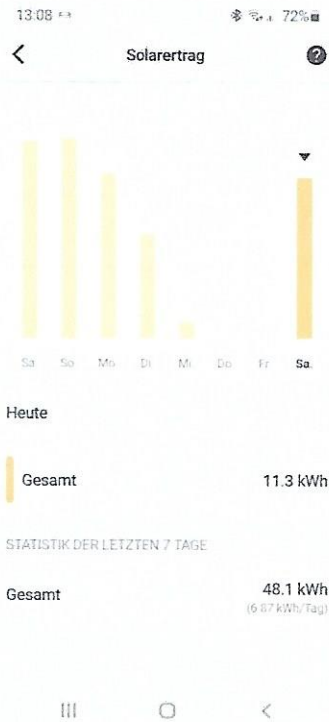 13:08
72%
Solarertrag
?
Sa So Mo Di Mi Do Fr Sa.
Heute
Gesamt 11.3 kWh
STATISTIK DER LETZTEN 7 TAGE
Gesamt 48.1 kWh
(6.87 kWh/Tag)